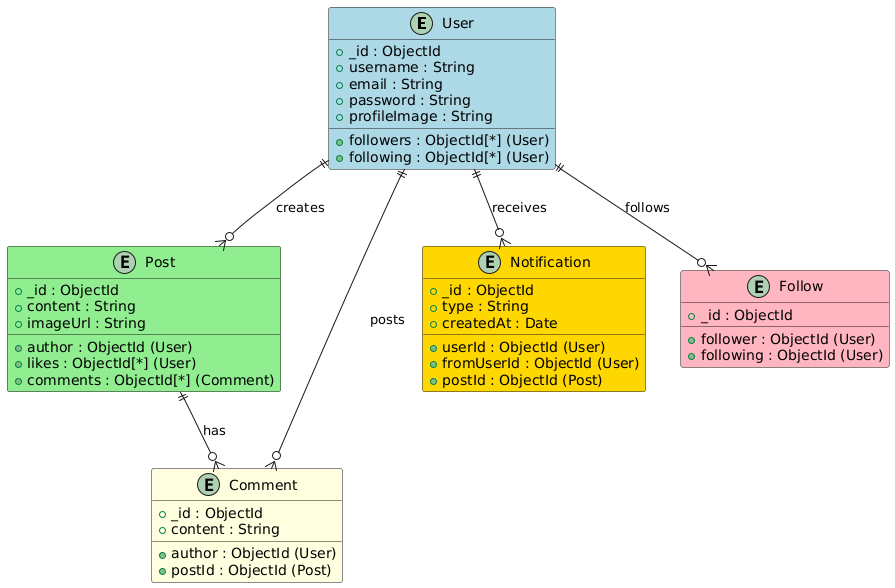 E User
_id : ObjectId
username : String
email : String
password : String
profileImage : String
followers : ObjectId[*] (User)
following : ObjectId[*] (User)
creates
receives
follows
E Post
_id : ObjectId
content : String
imageUrl : String
author : ObjectId (User)
likes : ObjectId[*] (User)
comments : ObjectId[*] (Comment)
posts
E Notification
_id : ObjectId
type : String
createdAt : Date
userId : ObjectId (User)
fromUserId : ObjectId (User)
postId : ObjectId (Post)
E Follow
_id : ObjectId
follower : ObjectId (User)
following : ObjectId (User)
has
E Comment
_id : ObjectId
content : String
author : ObjectId (User)
postId : ObjectId (Post)